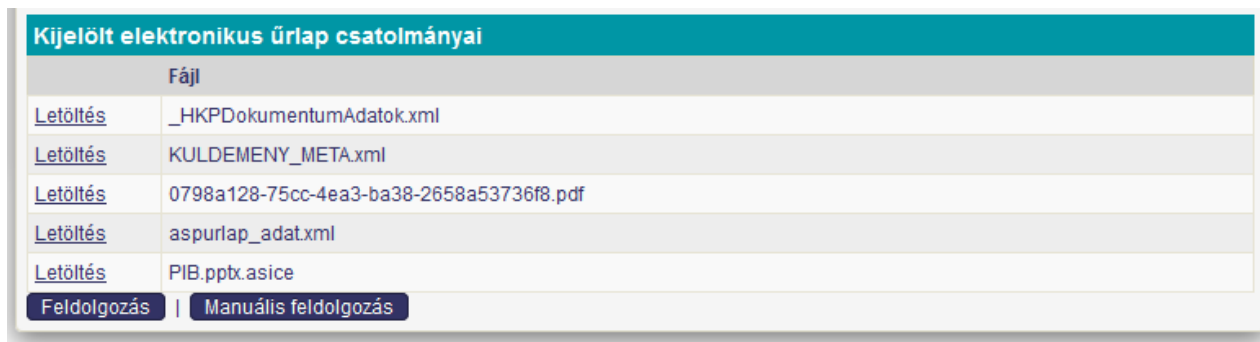 Kijelölt elektronikus űrlap csatolmányai
Fájl
Letöltés _HKPDokumentumAdatok.xml
Letöltés KULDEMENY_META.xml
Letöltés 0798a128-75cc-4ea3-ba38-2658a53736f8.pdf
Letöltés aspurlap_adat.xml
Letöltés PIB.pptx.asice
Feldolgozás | Manuális feldolgozás